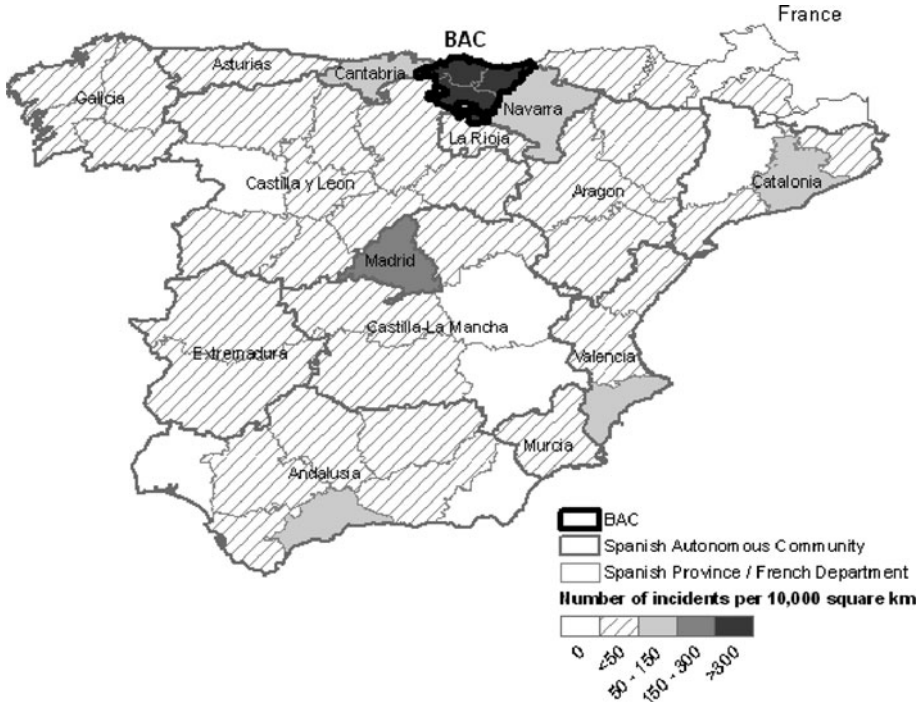 France
BAC
Asturias
Cantabria
Galicia
Navarra
La Rioja
Castilla y Leon
Aragon
Catalonia
Madrid
Castilla-La Mancha
Extremadura
Valencia
Murcia
Andalusia
BAC
Spanish Autonomous Community
Spanish Province / French Department
Number of incidents per 10,000 square km
0
<50
50 - 150
150 - 300
>300